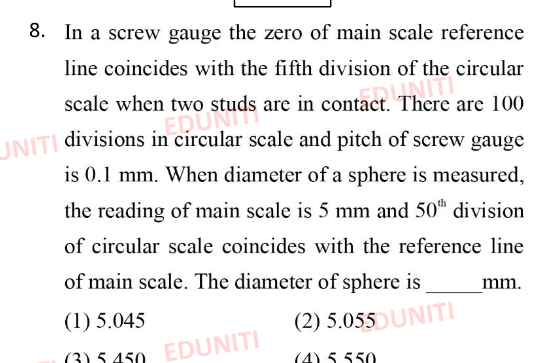 8. In a screw gauge the zero of main scale reference
line coincides with the fifth division of the circular
scale when two studs are in contact. There are 100
divisions in circular scale and pitch of screw gauge
is 0.1 mm. When diameter of a sphere is measured,
the reading of main scale is 5 mm and 50th division
of circular scale coincides with the reference line
of main scale. The diameter of sphere is _____mm.
(1) 5.045 (2) 5.055
(3) 5.450 (4) 5.550
EDUNITI
EDUNITI
UNITI
EDUNITI
EDUNITI